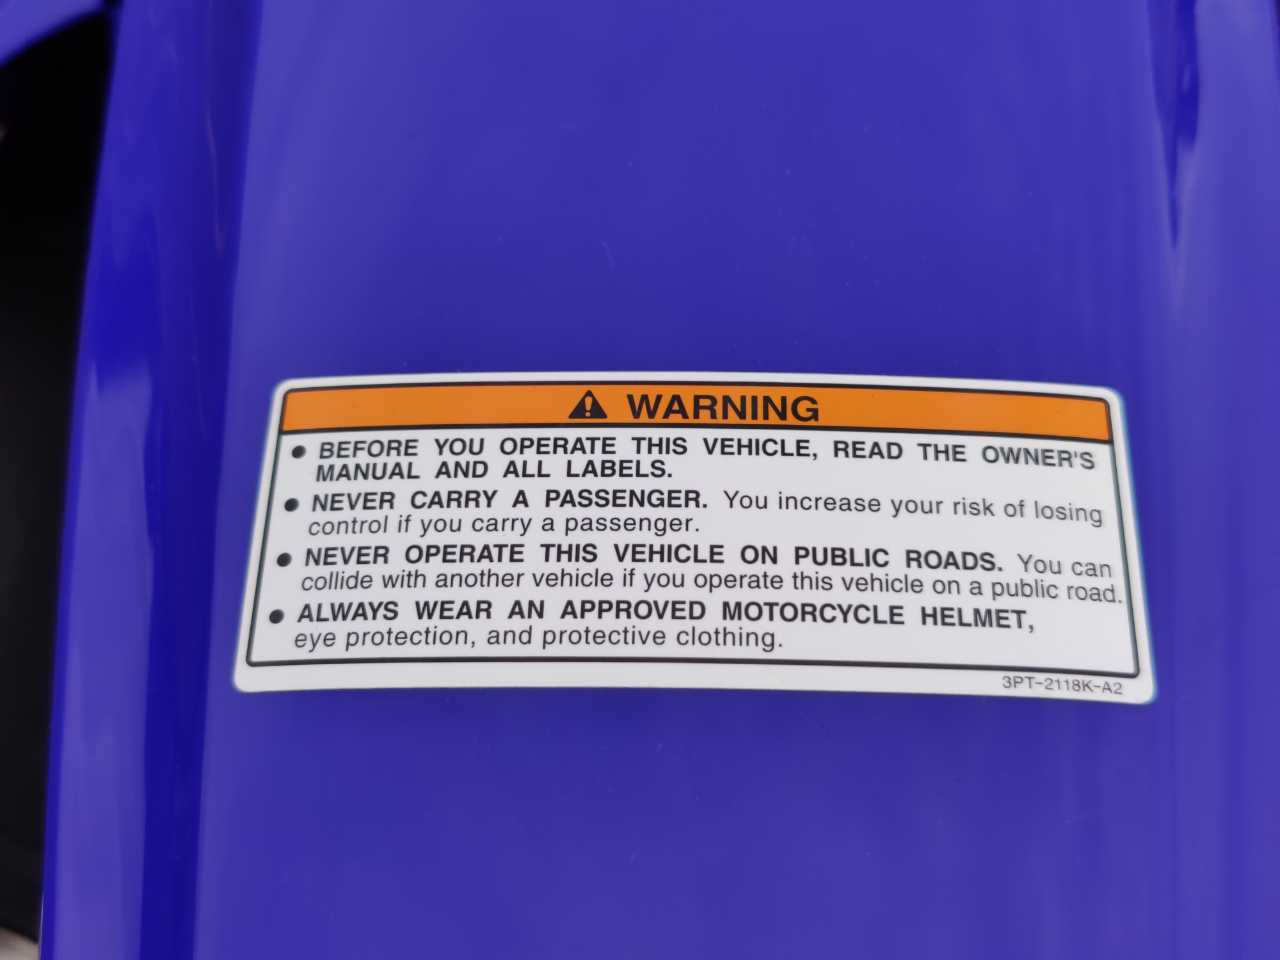 WARNING
• BEFORE YOU OPERATE THIS VEHICLE, READ THE OWNER'S
MANUAL AND ALL LABELS.
• NEVER CARRY A PASSENGER. You increase your risk of losing
control if you carry a passenger.
• NEVER OPERATE THIS VEHICLE ON PUBLIC ROADS. You can
collide with another vehicle if you operate this vehicle on a public road.
• ALWAYS WEAR AN APPROVED MOTORCYCLE HELMET,
eye protection, and protective clothing.
3PT-2118K-A2